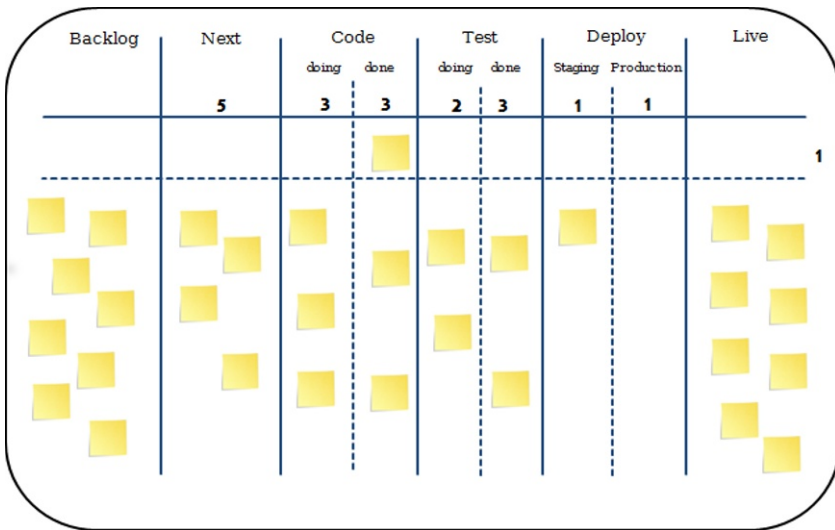 Backlog Next Code Test Deploy Live
doing done doing done Staging Production
5 3 3 2 3 1 1
1